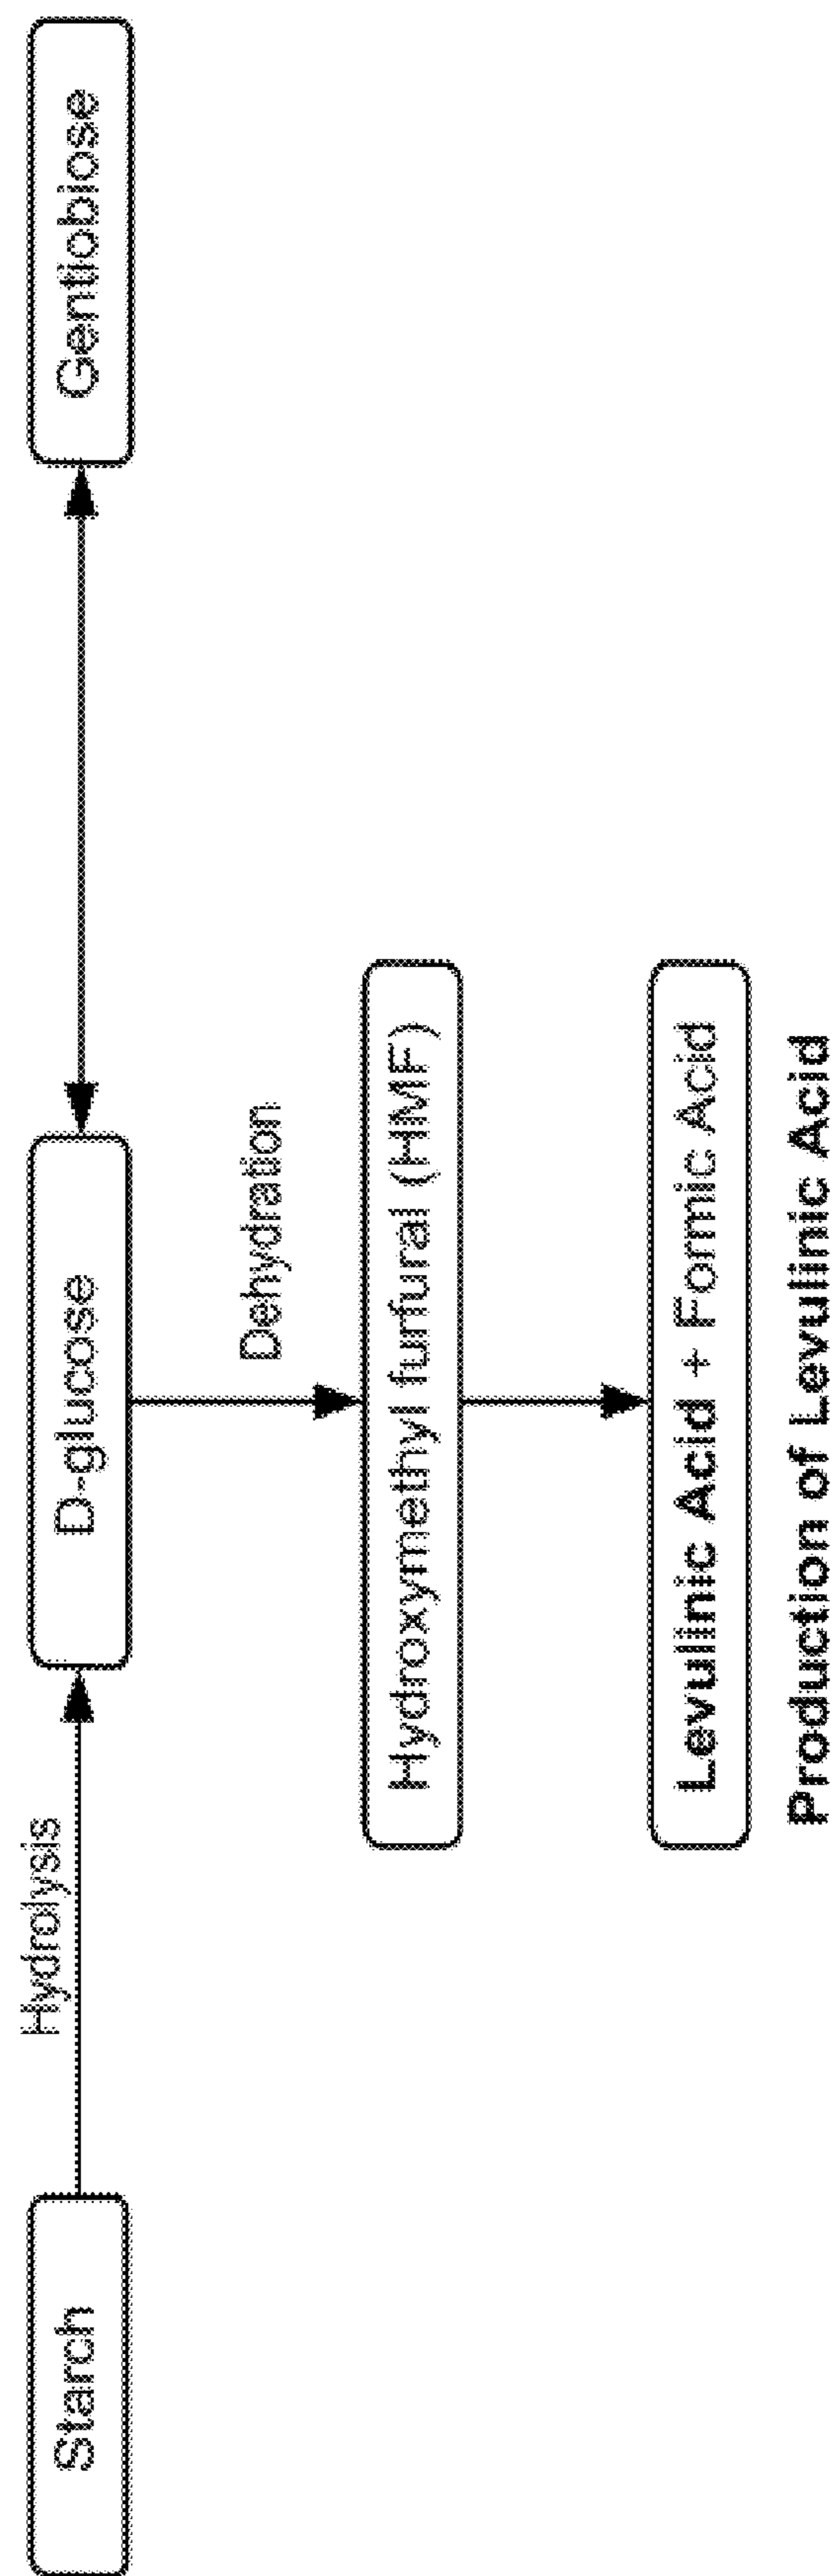 Starch
Hydrolysis
D-glucose
Gentiobiose
Dehydration
Hydroxymethyl furfural (HMF)
Levulinic Acid + Formic Acid
Production of Levulinic Acid